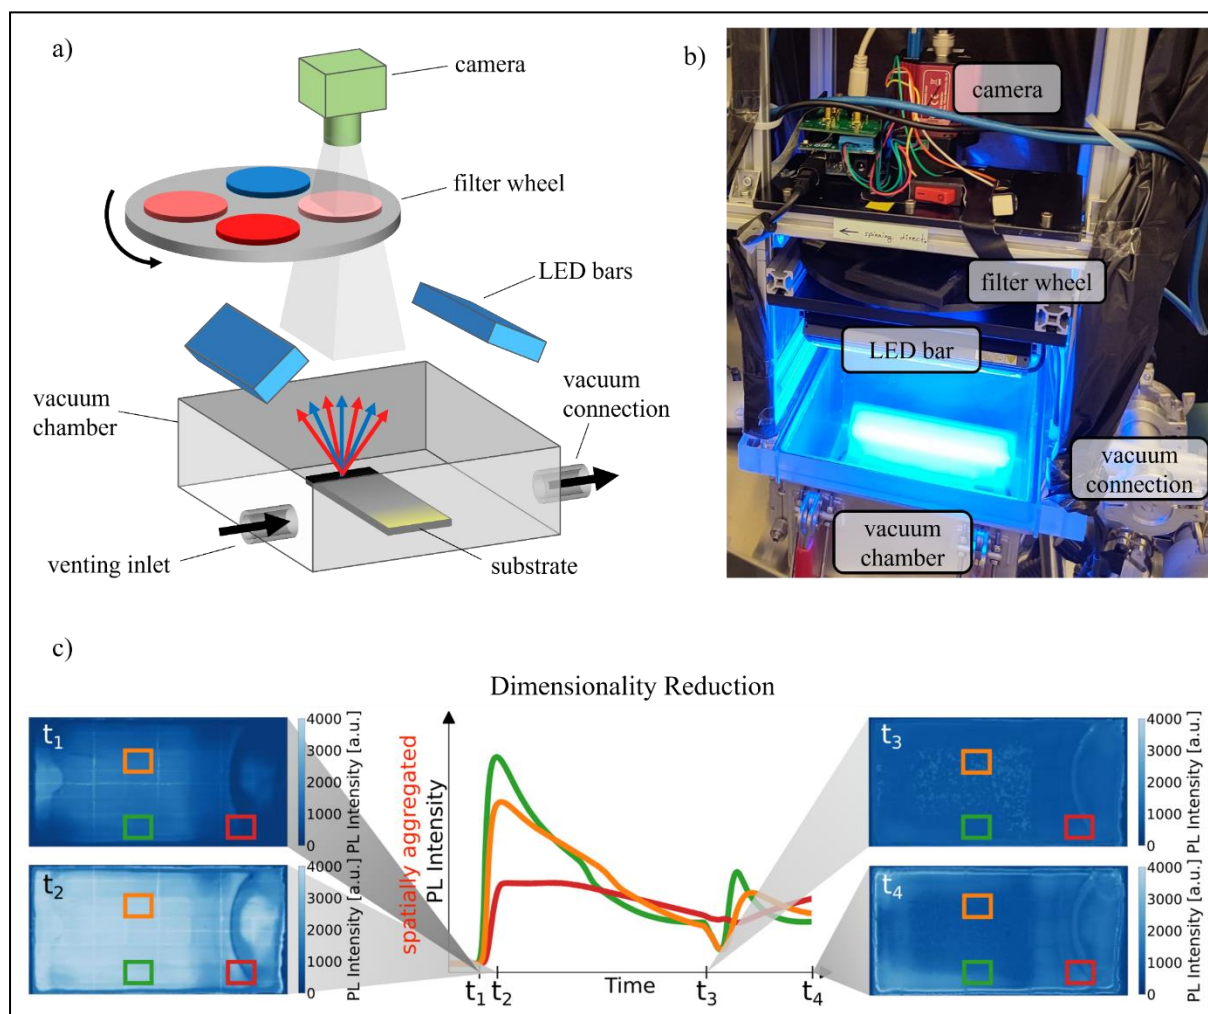 a)
camera
filter wheel
LED bars
vacuum
chamber
vacuum
connection
venting inlet
substrate
b)
camera
← spinning direct.
filter wheel
LED bar
vacuum
connection
vacuum
chamber
c)
Dimensionality Reduction
t1
4000
3000
2000
1000
0
PL Intensity [a.u.]
t2
4000
3000
2000
1000
0
PL Intensity [a.u.]
spatially aggregated
PL Intensity
t1
t2
Time
t3
t4
t3
4000
3000
2000
1000
0
PL Intensity [a.u.]
t4
4000
3000
2000
1000
0
PL Intensity [a.u.]